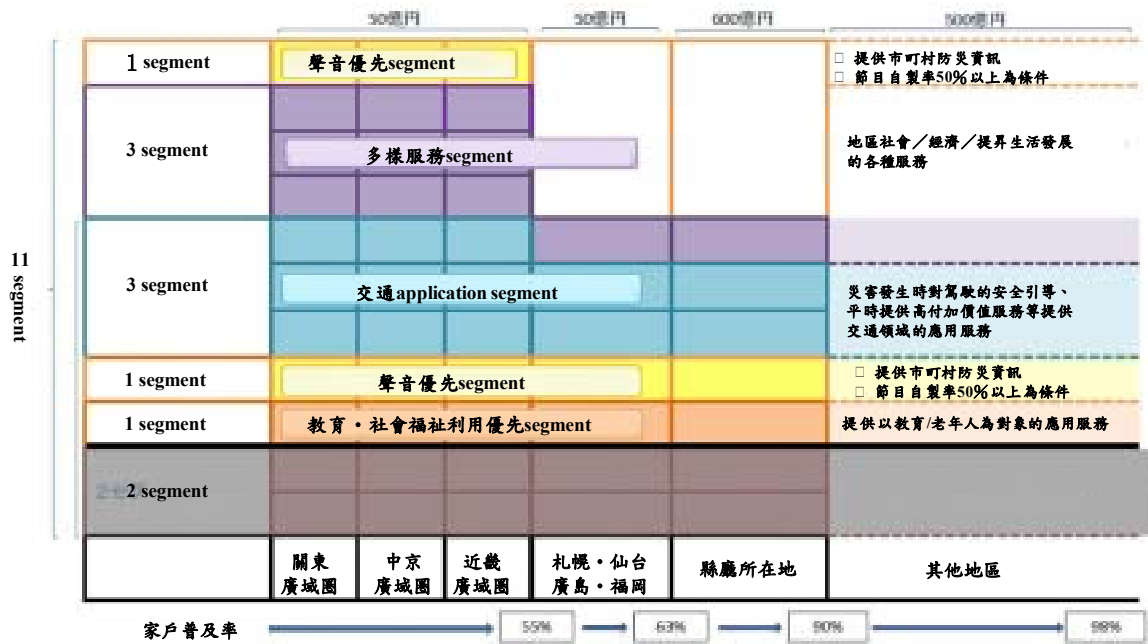 50億円 50億円 600億円 500億円
1 segment
聲音優先segment
□ 提供市町村防災資訊
□ 節目自製率50%以上為條件
3 segment
多樣服務segment
地區社會／經濟／提昇生活發展
的各種服務
11
segment
3 segment
交通application segment
災害發生時對駕駛的安全引導、
平時提供高付加價值服務等提供
交通領域的應用服務
1 segment
聲音優先segment
□ 提供市町村防災資訊
□ 節目自製率50%以上為條件
1 segment
教育・社會福祉利用優先segment
提供以教育/老年人為對象的應用服務
2 segment
關東
廣域圈
中京
廣域圈
近畿
廣域圈
札幌・仙台
廣島・福岡
縣廳所在地
其他地區
家戶普及率
55% 63% 90% 98%